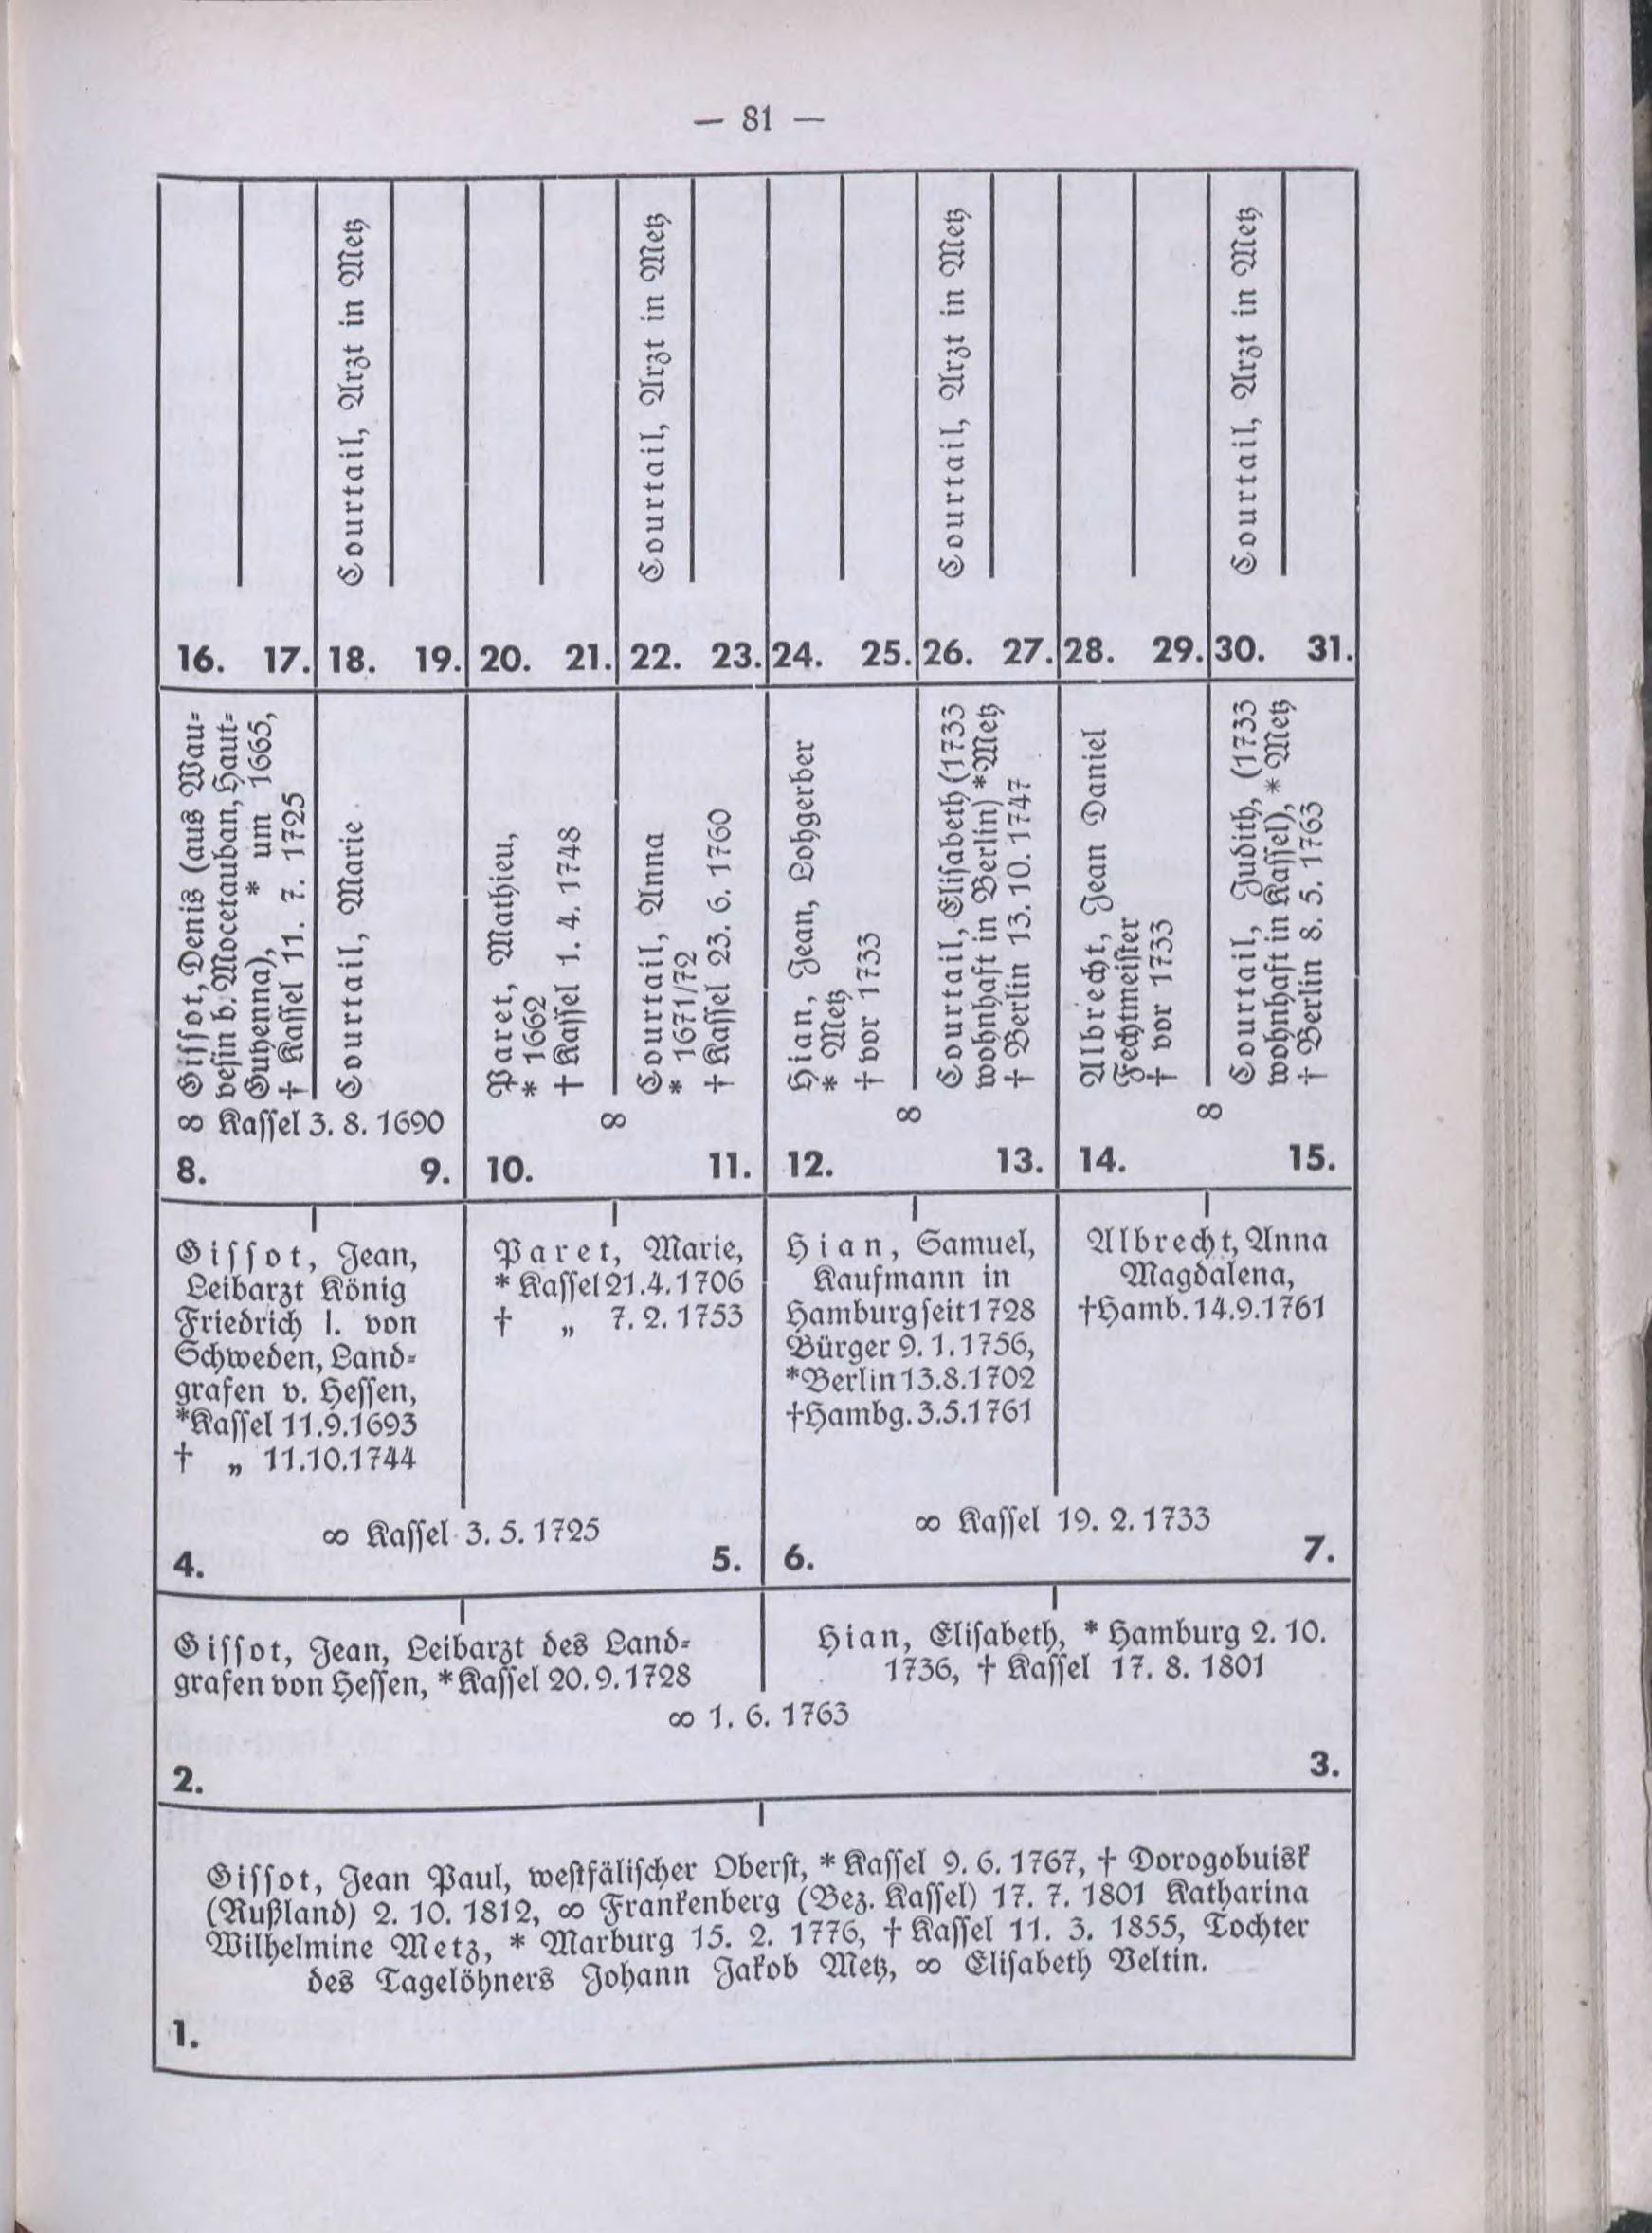 — 81 —
Courtail, Arzt in Metz
Courtail, Arzt in Metz
Courtail, Arzt in Metz
Courtail, Arzt in Metz
16. 17. 18. 19. 20. 21. 22. 23. 24. 25. 26. 27. 28. 29. 30. 31.
Gissot, Denis (aus Wau-
vesin b. Mocetauban, Haut-
Guyenna), * um 1665,
† Kassel 11. 7. 1725
Courtail, Marie
∞ Kassel 3. 8. 1690
8. 9.
Paret, Mathieu,
* 1662
† Kassel 1. 4. 1748
Courtail, Anna
* 1671/72
† Kassel 23. 6. 1760
∞
10. 11.
Hian, Jean, Lohgerber
* Metz
† vor 1733
Courtail, Elisabeth (1733
wohnhaft in Berlin) * Metz
† Berlin 13. 10. 1747
∞
12. 13.
Albrecht, Jean Daniel
Fechtmeister
† vor 1733
Courtail, Judith, (1733
wohnhaft in Kassel), * Metz
† Berlin 8. 5. 1763
∞
14. 15.
Gissot, Jean,
Leibarzt König
Friedrich I. von
Schweden, Land-
grafen v. Hessen,
* Kassel 11.9.1693
† „ 11.10.1744
Paret, Marie,
* Kassel 21.4.1706
† „ 7. 2. 1753
∞ Kassel 3. 5. 1725
4. 5.
Hian, Samuel,
Kaufmann in
Hamburg seit 1728
Bürger 9. 1. 1756,
* Berlin 13.8.1702
† Hambg. 3.5.1761
Albrecht, Anna
Magdalena,
† Hamb. 14.9.1761
∞ Kassel 19. 2. 1733
6. 7.
Gissot, Jean, Leibarzt des Land-
grafen von Hessen, * Kassel 20. 9. 1728
Hian, Elisabeth, * Hamburg 2. 10.
1736, † Kassel 17. 8. 1801
∞ 1. 6. 1763
2. 3.
Gissot, Jean Paul, westfälischer Oberst, * Kassel 9. 6. 1767, † Dorogobuisk
(Rußland) 2. 10. 1812, ∞ Frankenberg (Bez. Kassel) 17. 7. 1801 Katharina
Wilhelmine Metz, * Marburg 15. 2. 1776, † Kassel 11. 3. 1855, Tochter
des Tagelöhners Johann Jakob Metz, ∞ Elisabeth Veltin.
1.